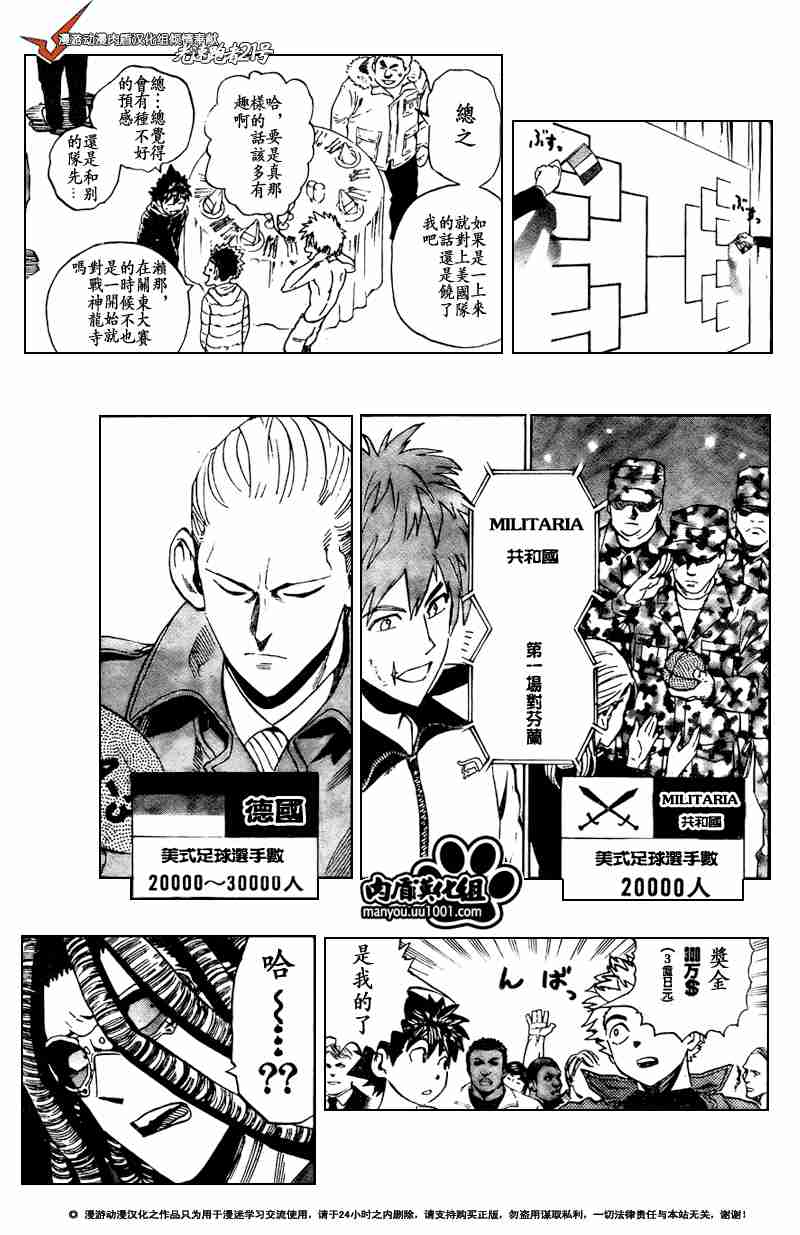 漫游动漫肉盾汉化组倾情奉献
ぶすっ
ぶすっ
總之
如果是一上來
就對上美國隊
的話還是饒了
我吧
哈，要是真那
樣的話該多有
趣啊
總…總覺得
會有種不好
的預感
還是和別
的隊先…
瀨那，
在關東大賽
的時候不也
是一開始就
對戰神龍寺
嗎
MILITARIA
共和國
第一場對芬蘭
MILITARIA
共和國
美式足球選手數
20000人
德國
美式足球選手數
20000～30000人
肉盾漢化組
manyou.uu1001.com
獎金
300万$
(3億日元)
んばっ
是我的了
哈～……??
© 漫游动漫汉化之作品只为用于漫迷学习交流使用，请于24小时之内删除，请支持购买正版，勿盗用谋取私利，一切法律责任与本站无关，谢谢！